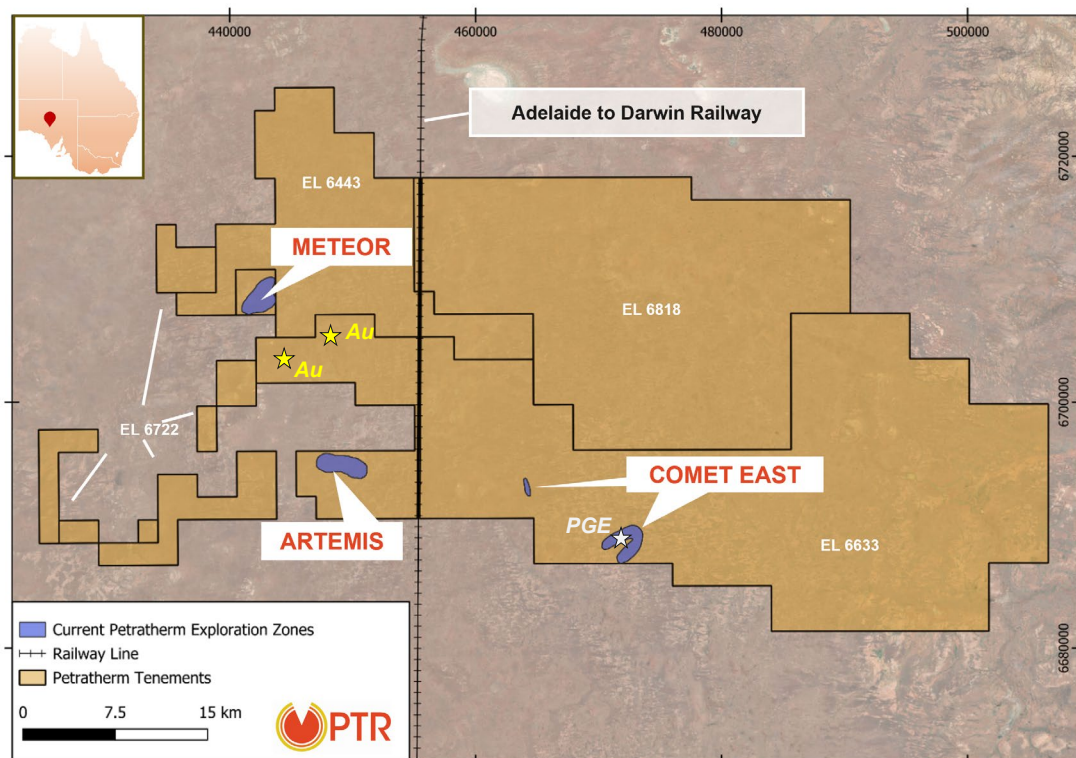 440000
460000
480000
500000
Adelaide to Darwin Railway
6720000
EL 6443
METEOR
EL 6818
Au
Au
6700000
EL 6722
COMET EAST
PGE
ARTEMIS
EL 6633
Current Petratherm Exploration Zones
Railway Line
Petratherm Tenements
6680000
0 7.5 15 km
PTR